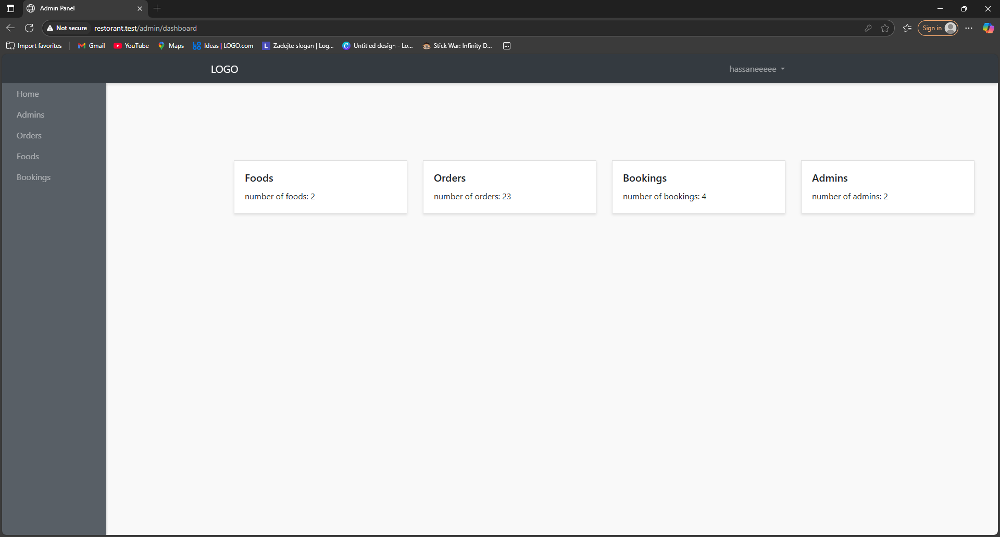 Admin Panel
Not secure restorant.test/admin/dashboard
Sign in
Import favorites
Gmail
YouTube
Maps
Ideas | LOGO.com
Zadejte slogan | Log...
Untitled design - Lo...
Stick War: Infinity D...
LOGO
hassaneeeee
Home
Admins
Orders
Foods
Bookings
Foods
number of foods: 2
Orders
number of orders: 23
Bookings
number of bookings: 4
Admins
number of admins: 2